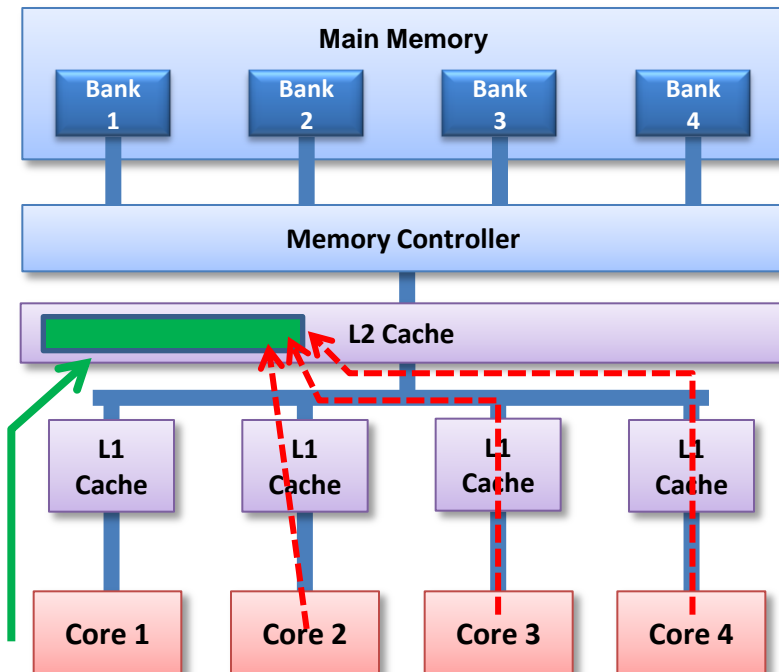 Main Memory
Bank
1
Bank
2
Bank
3
Bank
4
Memory Controller
L2 Cache
L1
Cache
L1
Cache
L1
Cache
L1
Cache
Core 1
Core 2
Core 3
Core 4